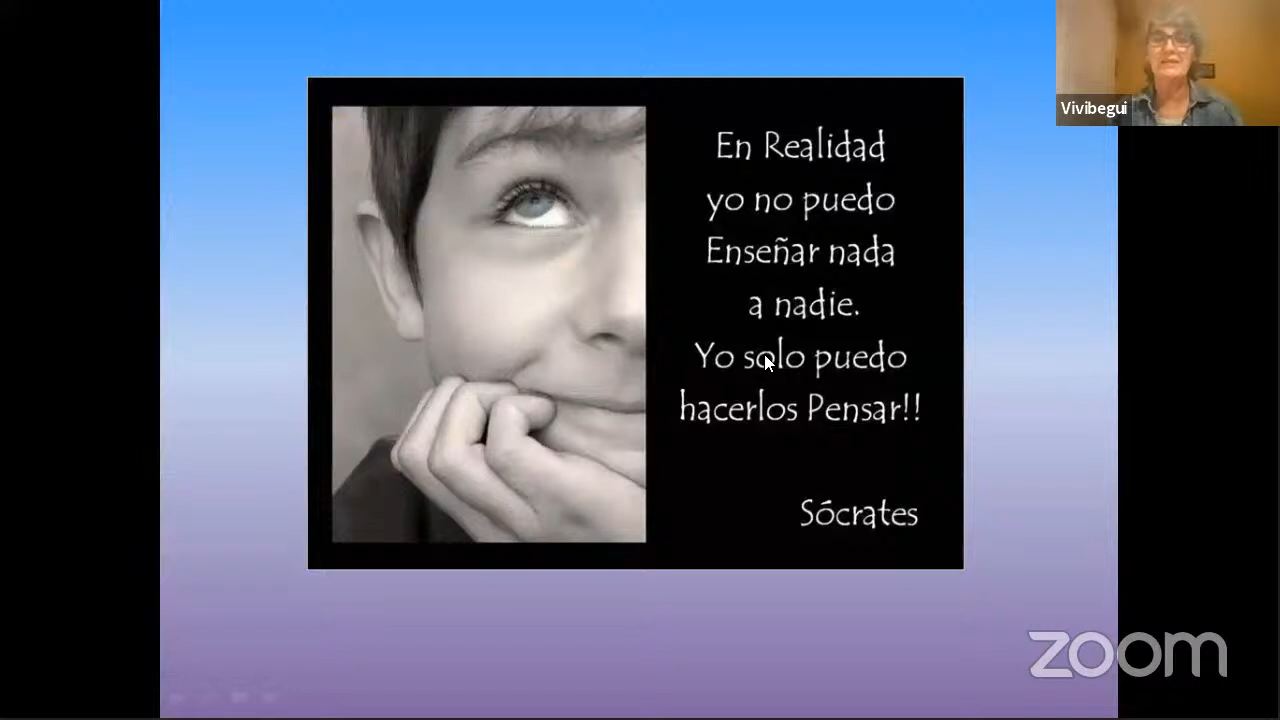 Vivibegui
En Realidad
yo no puedo
Enseñar nada
a nadie.
Yo solo puedo
hacerlos Pensar!!
Sócrates
zoom